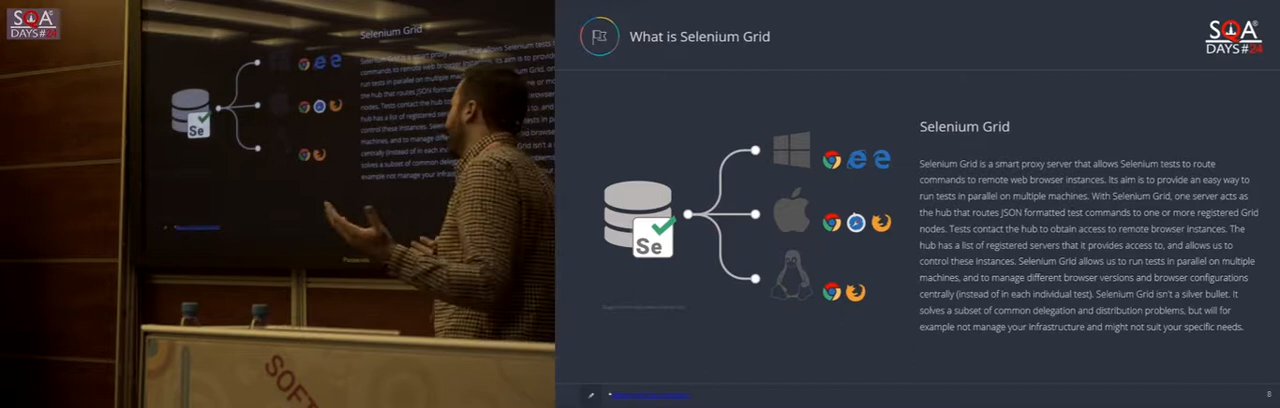 SQA
DAYS#24
Selenium Grid
Se
SOFT
What is Selenium Grid
SQA
DAYS#24
Se
Selenium Grid
Selenium Grid is a smart proxy server that allows Selenium tests to route
commands to remote web browser instances. Its aim is to provide an easy way to
run tests in parallel on multiple machines. With Selenium Grid, one server acts as
the hub that routes JSON formatted test commands to one or more registered Grid
nodes. Tests contact the hub to obtain access to remote browser instances. The
hub has a list of registered servers that it provides access to, and allows us to
control these instances. Selenium Grid allows us to run tests in parallel on multiple
machines, and to manage different browser versions and browser configurations
centrally (instead of in each individual test). Selenium Grid isn't a silver bullet. It
solves a subset of common delegation and distribution problems, but will for
example not manage your infrastructure and might not suit your specific needs.
8